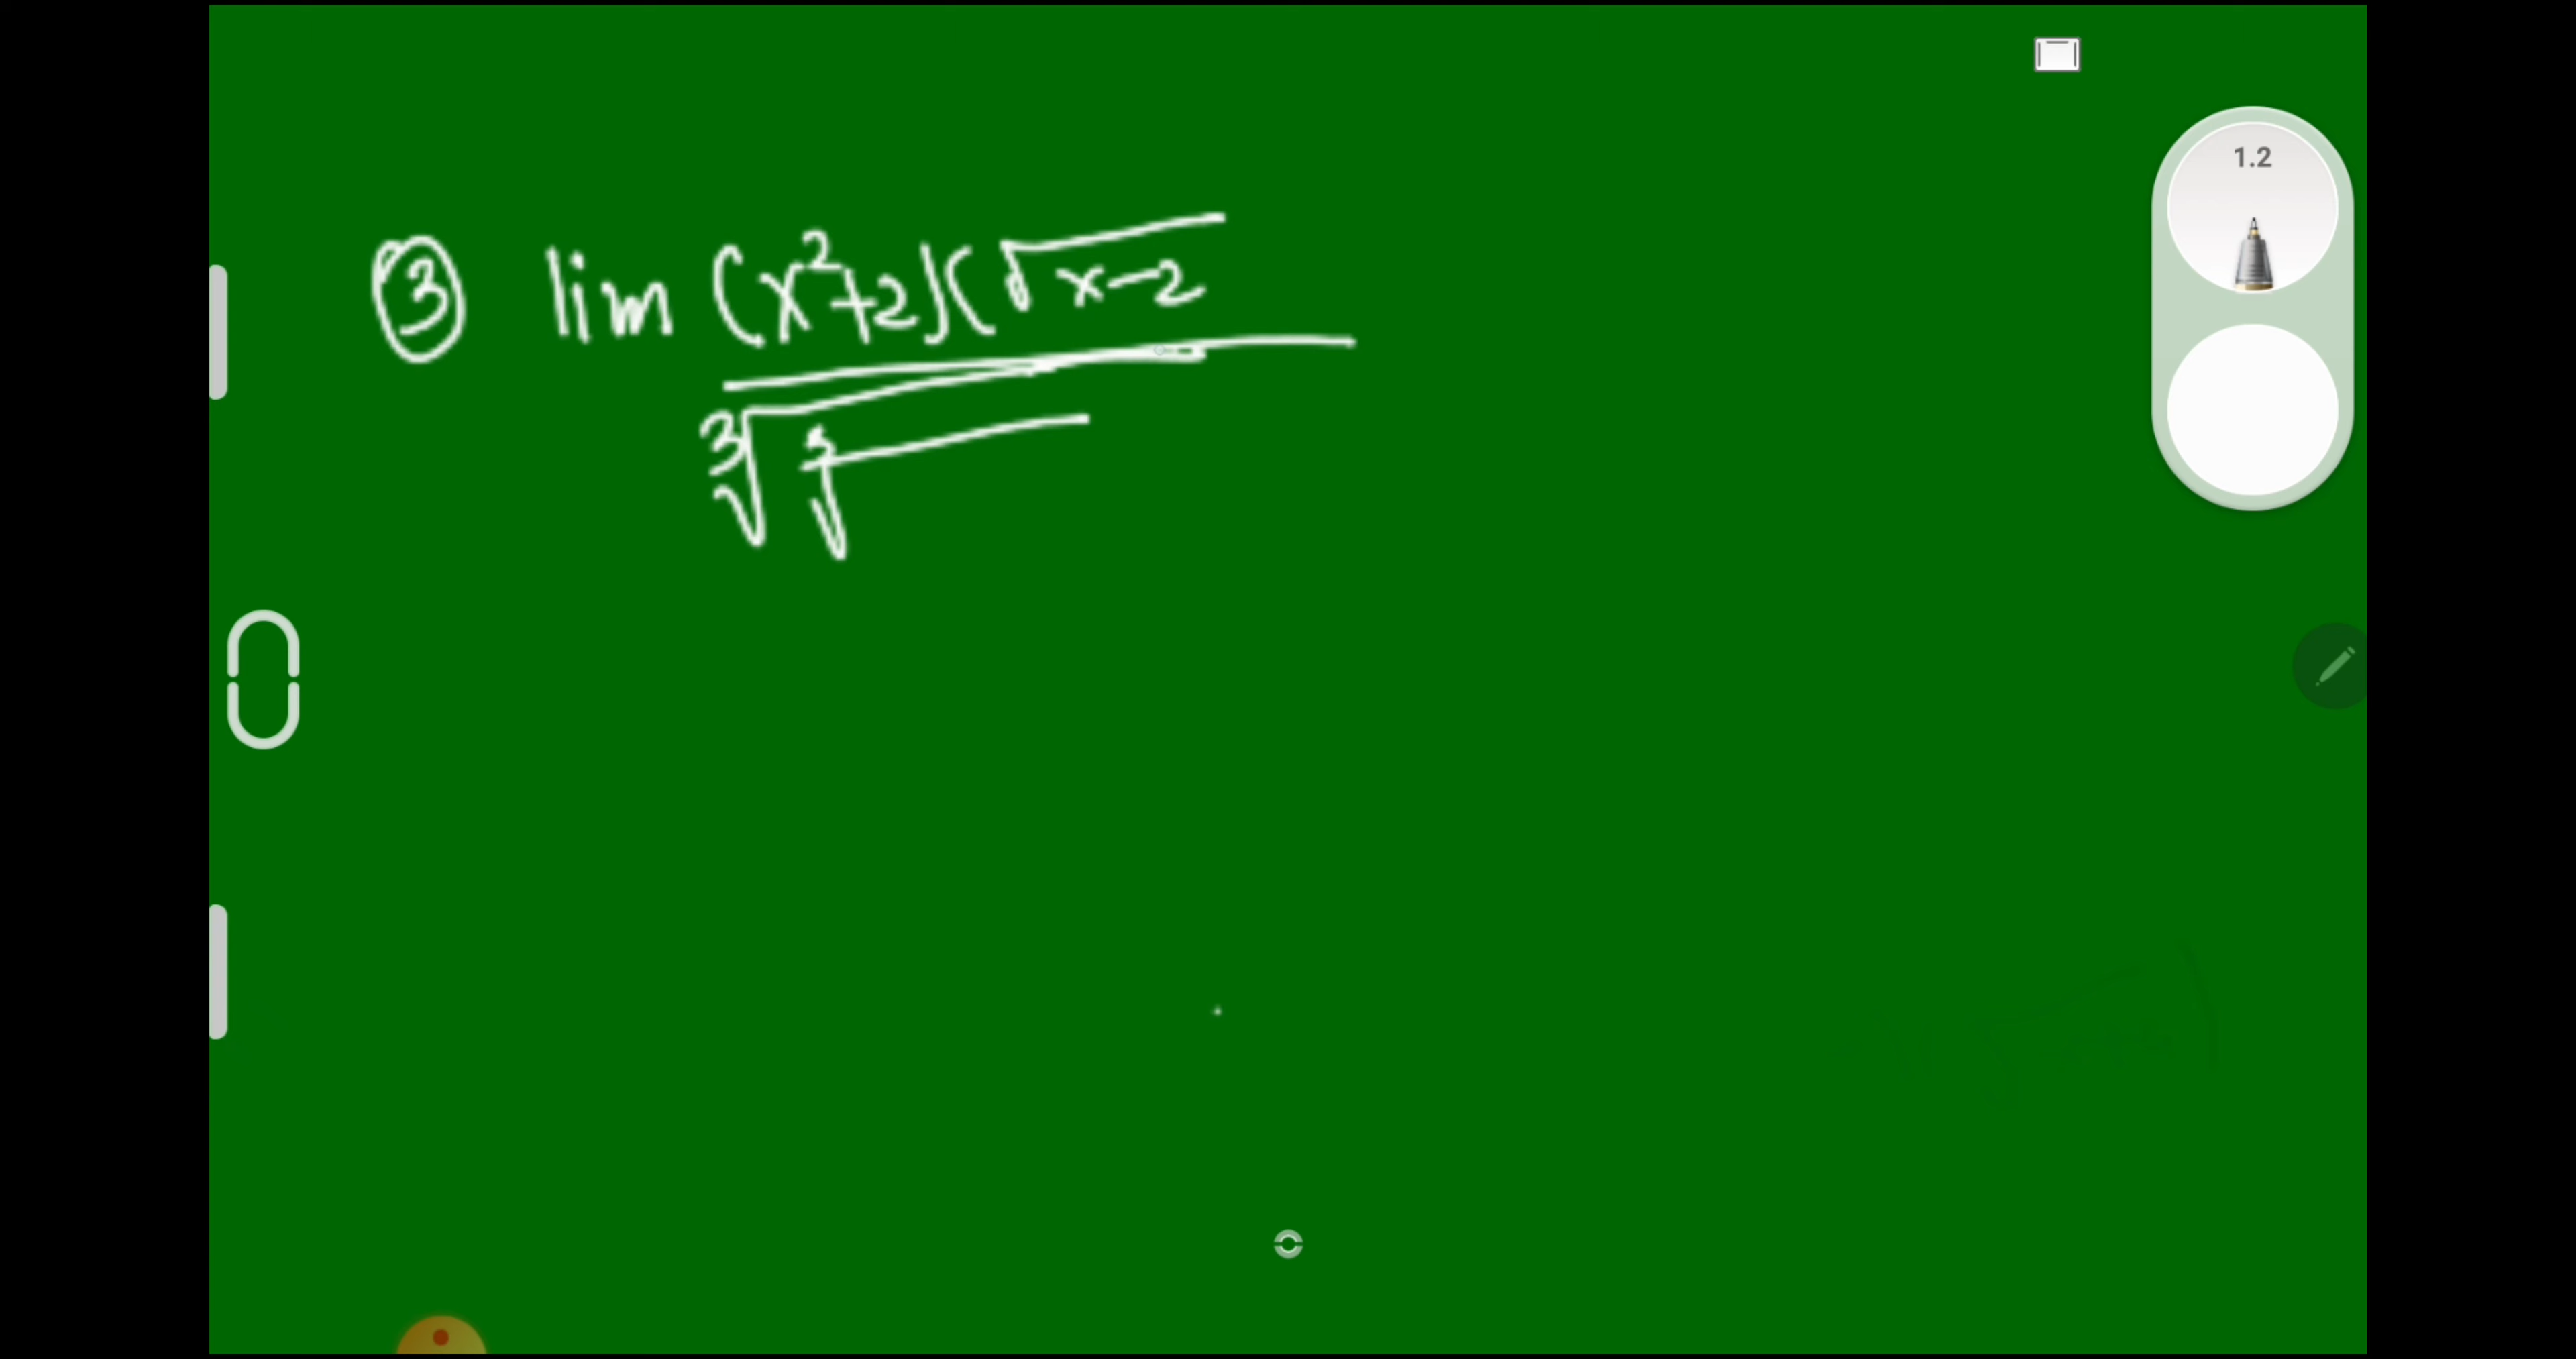 1.2
③ lim (x²+2)(√x-2
∛ ∛